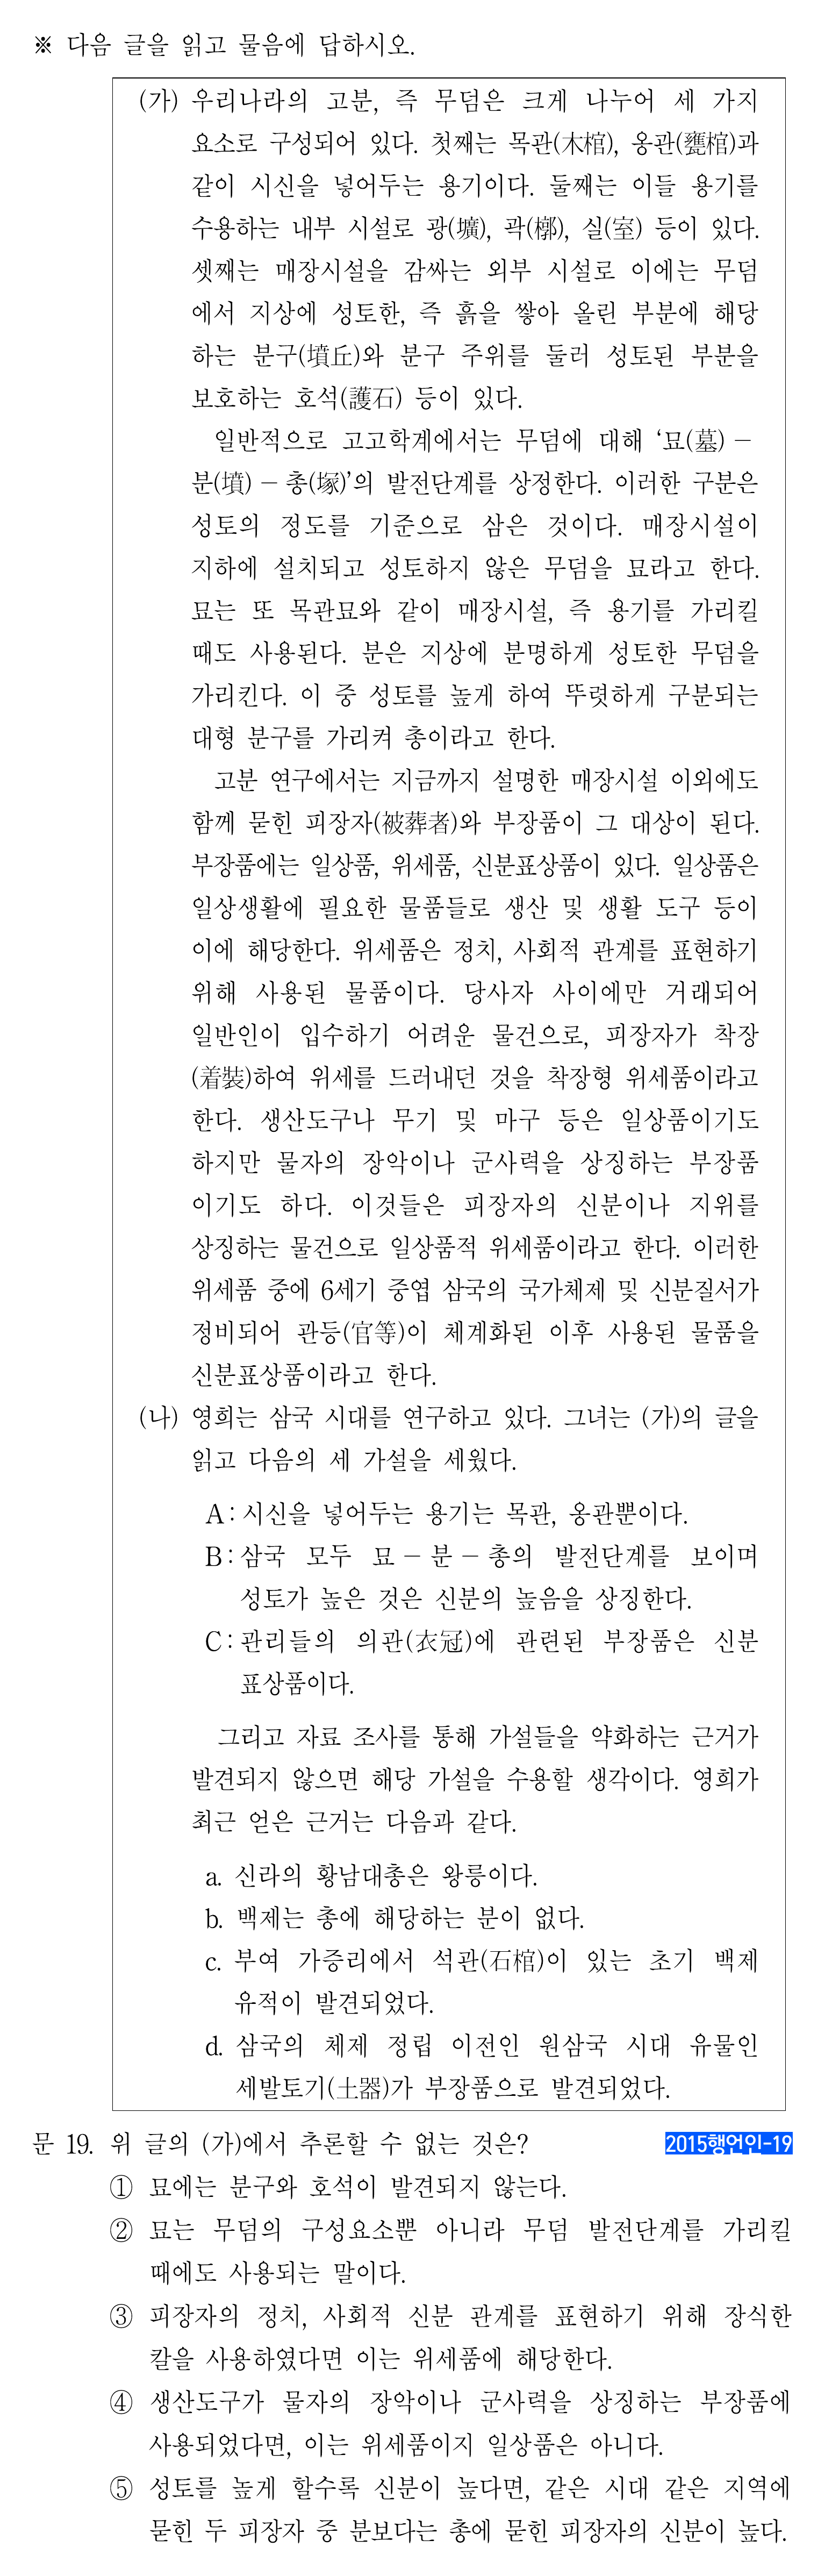 ※ 다음 글을 읽고 물음에 답하시오.
(가) 우리나라의 고분, 즉 무덤은 크게 나누어 세 가지
요소로 구성되어 있다. 첫째는 목관(木棺), 옹관(甕棺)과
같이 시신을 넣어두는 용기이다. 둘째는 이들 용기를
수용하는 내부 시설로 광(壙), 곽(槨), 실(室) 등이 있다.
셋째는 매장시설을 감싸는 외부 시설로 이에는 무덤
에서 지상에 성토한, 즉 흙을 쌓아 올린 부분에 해당
하는 분구(墳丘)와 분구 주위를 둘러 성토된 부분을
보호하는 호석(護石) 등이 있다.
일반적으로 고고학계에서는 무덤에 대해 ‘묘(墓)－
분(墳)－총(塚)’의 발전단계를 상정한다. 이러한 구분은
성토의 정도를 기준으로 삼은 것이다. 매장시설이
지하에 설치되고 성토하지 않은 무덤을 묘라고 한다.
묘는 또 목관묘와 같이 매장시설, 즉 용기를 가리킬
때도 사용된다. 분은 지상에 분명하게 성토한 무덤을
가리킨다. 이 중 성토를 높게 하여 뚜렷하게 구분되는
대형 분구를 가리켜 총이라고 한다.
고분 연구에서는 지금까지 설명한 매장시설 이외에도
함께 묻힌 피장자(被葬者)와 부장품이 그 대상이 된다.
부장품에는 일상품, 위세품, 신분표상품이 있다. 일상품은
일상생활에 필요한 물품들로 생산 및 생활 도구 등이
이에 해당한다. 위세품은 정치, 사회적 관계를 표현하기
위해 사용된 물품이다. 당사자 사이에만 거래되어
일반인이 입수하기 어려운 물건으로, 피장자가 착장
(着裝)하여 위세를 드러내던 것을 착장형 위세품이라고
한다. 생산도구나 무기 및 마구 등은 일상품이기도
하지만 물자의 장악이나 군사력을 상징하는 부장품
이기도 하다. 이것들은 피장자의 신분이나 지위를
상징하는 물건으로 일상품적 위세품이라고 한다. 이러한
위세품 중에 6세기 중엽 삼국의 국가체제 및 신분질서가
정비되어 관등(官等)이 체계화된 이후 사용된 물품을
신분표상품이라고 한다.
(나) 영희는 삼국 시대를 연구하고 있다. 그녀는 (가)의 글을
읽고 다음의 세 가설을 세웠다.
A : 시신을 넣어두는 용기는 목관, 옹관뿐이다.
B : 삼국 모두 묘－분－총의 발전단계를 보이며
성토가 높은 것은 신분의 높음을 상징한다.
C : 관리들의 의관(衣冠)에 관련된 부장품은 신분
표상품이다.
그리고 자료 조사를 통해 가설들을 약화하는 근거가
발견되지 않으면 해당 가설을 수용할 생각이다. 영희가
최근 얻은 근거는 다음과 같다.
a. 신라의 황남대총은 왕릉이다.
b. 백제는 총에 해당하는 분이 없다.
c. 부여 가증리에서 석관(石棺)이 있는 초기 백제
유적이 발견되었다.
d. 삼국의 체제 정립 이전인 원삼국 시대 유물인
세발토기(土器)가 부장품으로 발견되었다.
문 19. 위 글의 (가)에서 추론할 수 없는 것은? 2015행언인-19
① 묘에는 분구와 호석이 발견되지 않는다.
② 묘는 무덤의 구성요소뿐 아니라 무덤 발전단계를 가리킬
때에도 사용되는 말이다.
③ 피장자의 정치, 사회적 신분 관계를 표현하기 위해 장식한
칼을 사용하였다면 이는 위세품에 해당한다.
④ 생산도구가 물자의 장악이나 군사력을 상징하는 부장품에
사용되었다면, 이는 위세품이지 일상품은 아니다.
⑤ 성토를 높게 할수록 신분이 높다면, 같은 시대 같은 지역에
묻힌 두 피장자 중 분보다는 총에 묻힌 피장자의 신분이 높다.